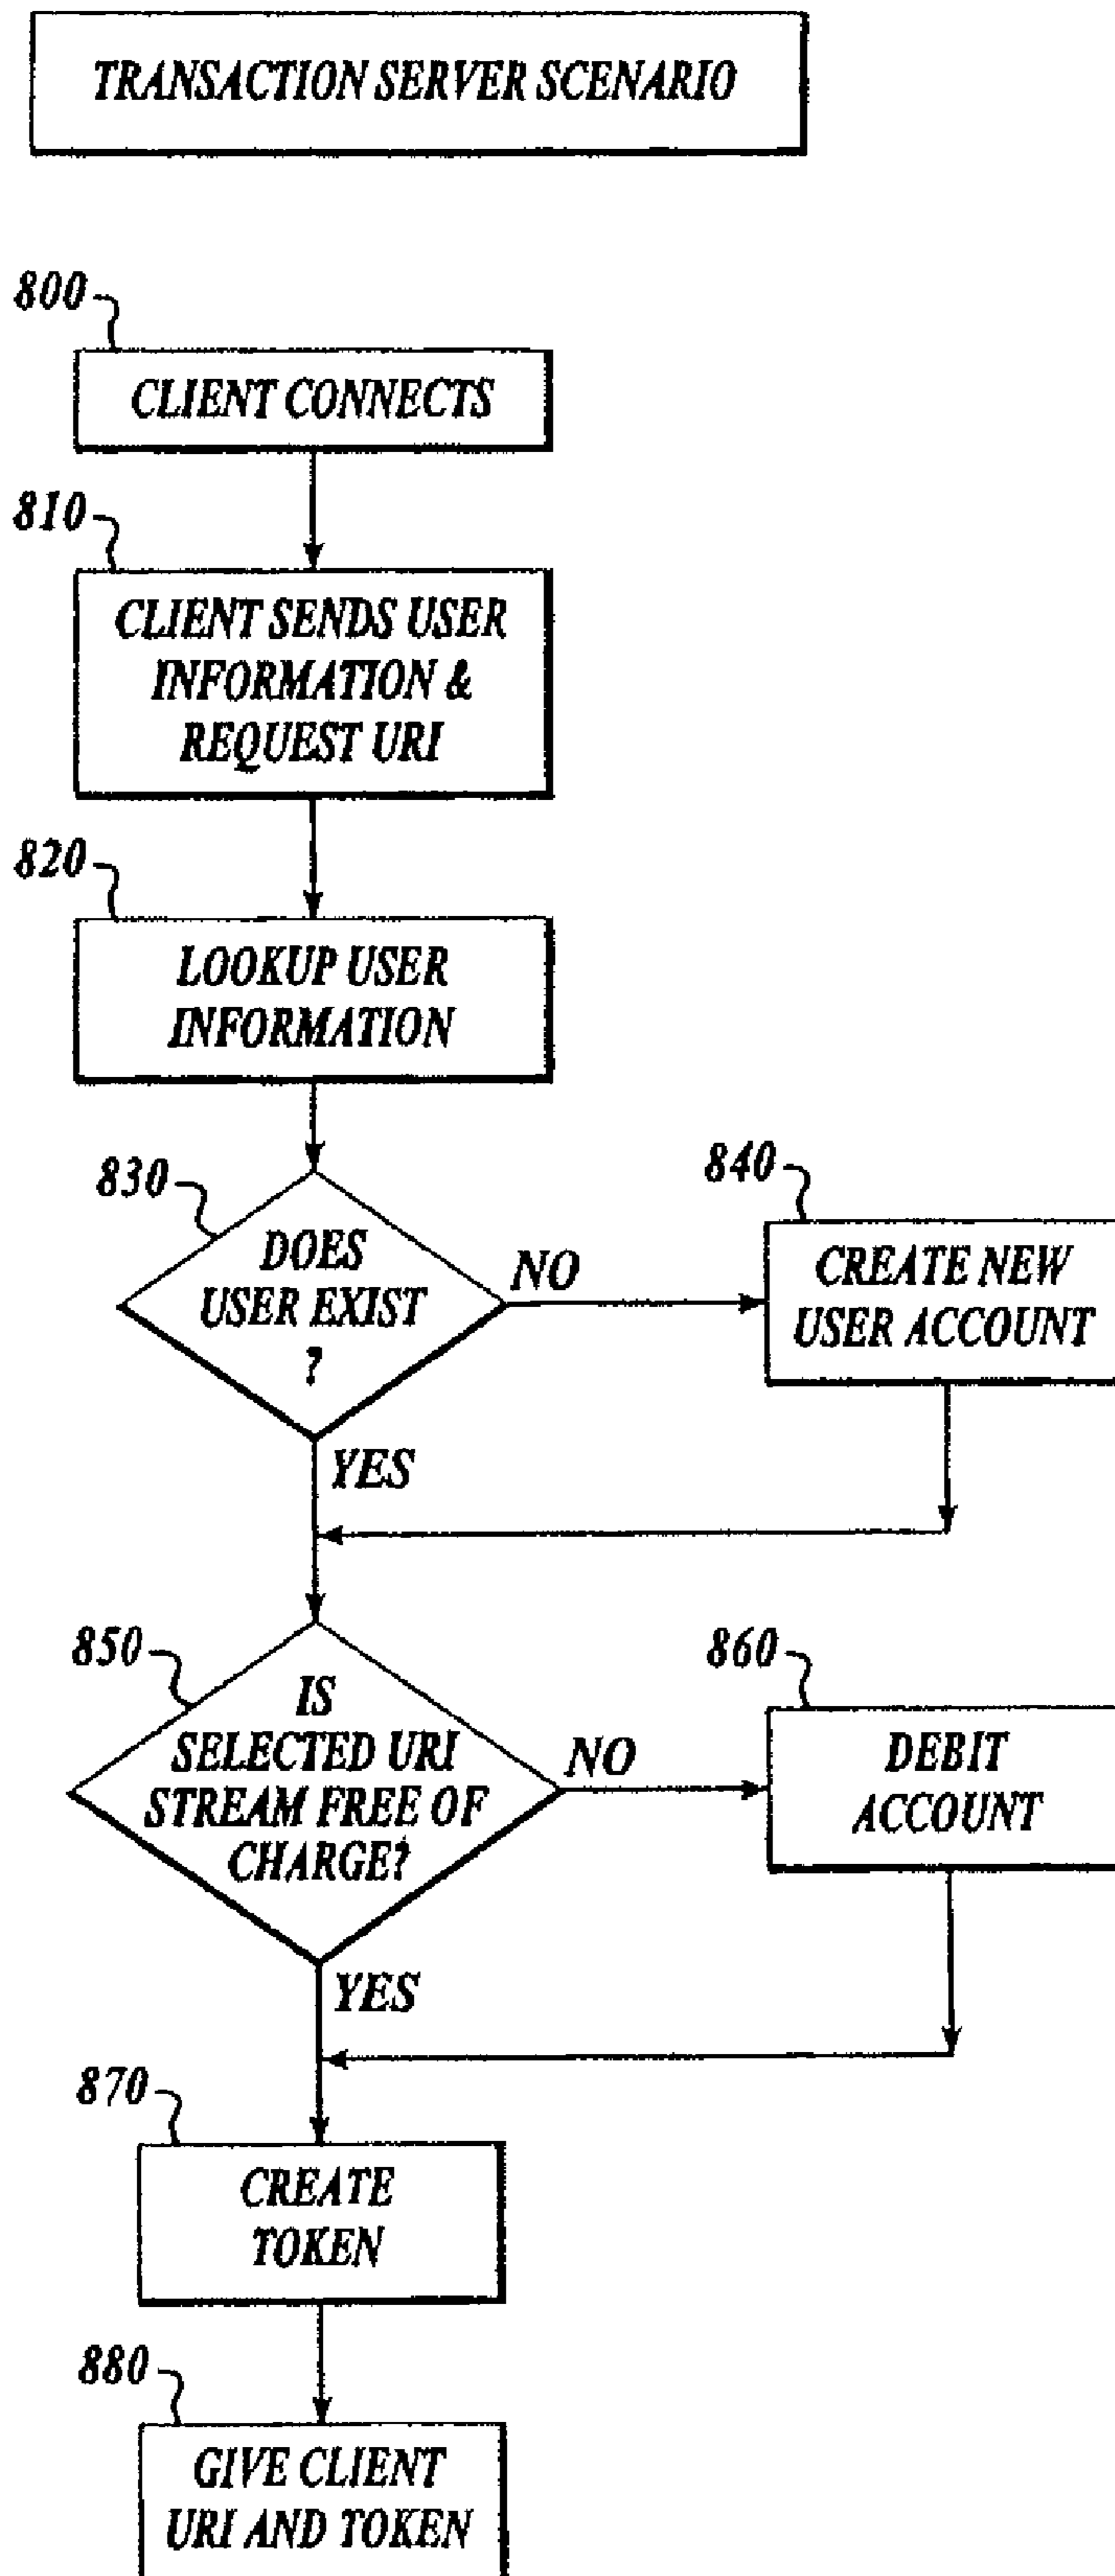 TRANSACTION SERVER SCENARIO
800
CLIENT CONNECTS
810
CLIENT SENDS USER
INFORMATION &
REQUEST URI
820
LOOKUP USER
INFORMATION
830
DOES
USER EXIST
?
NO
840
CREATE NEW
USER ACCOUNT
YES
850
IS
SELECTED URI
STREAM FREE OF
CHARGE?
NO
860
DEBIT
ACCOUNT
YES
870
CREATE
TOKEN
880
GIVE CLIENT
URI AND TOKEN